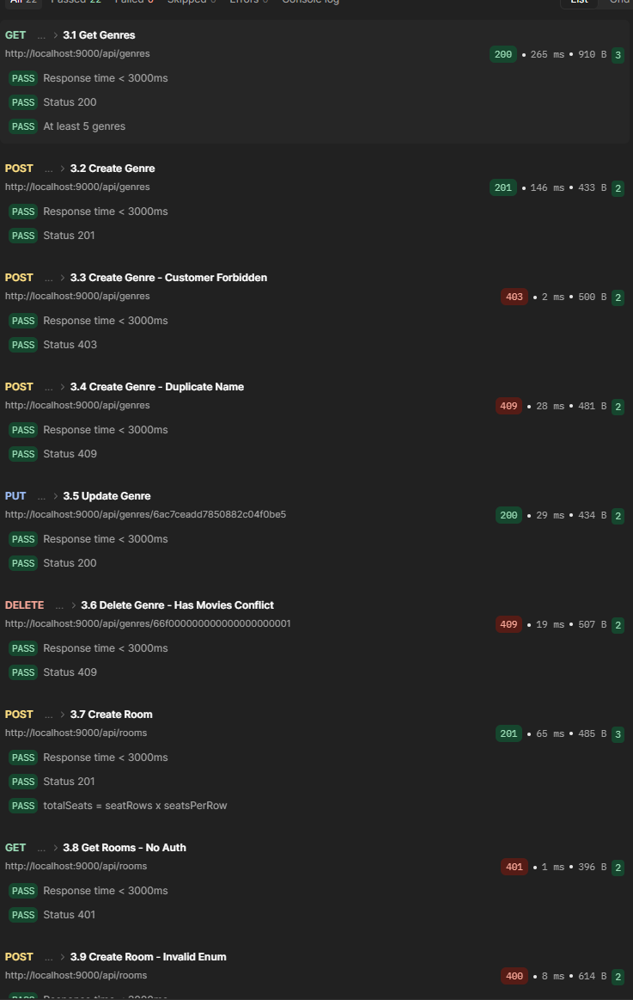 All 22 Passed 22 Failed 0 Skipped 0 Errors 0 Console log List Grid
GET ... > 3.1 Get Genres
http://localhost:9000/api/genres 200 • 265 ms • 910 B 3
PASS Response time < 3000ms
PASS Status 200
PASS At least 5 genres
POST ... > 3.2 Create Genre
http://localhost:9000/api/genres 201 • 146 ms • 433 B 2
PASS Response time < 3000ms
PASS Status 201
POST ... > 3.3 Create Genre - Customer Forbidden
http://localhost:9000/api/genres 403 • 2 ms • 500 B 2
PASS Response time < 3000ms
PASS Status 403
POST ... > 3.4 Create Genre - Duplicate Name
http://localhost:9000/api/genres 409 • 28 ms • 481 B 2
PASS Response time < 3000ms
PASS Status 409
PUT ... > 3.5 Update Genre
http://localhost:9000/api/genres/6ac7ceadd7850882c04f0be5 200 • 29 ms • 434 B 2
PASS Response time < 3000ms
PASS Status 200
DELETE ... > 3.6 Delete Genre - Has Movies Conflict
http://localhost:9000/api/genres/66f000000000000000000001 409 • 19 ms • 507 B 2
PASS Response time < 3000ms
PASS Status 409
POST ... > 3.7 Create Room
http://localhost:9000/api/rooms 201 • 65 ms • 485 B 3
PASS Response time < 3000ms
PASS Status 201
PASS totalSeats = seatRows x seatsPerRow
GET ... > 3.8 Get Rooms - No Auth
http://localhost:9000/api/rooms 401 • 1 ms • 396 B 2
PASS Response time < 3000ms
PASS Status 401
POST ... > 3.9 Create Room - Invalid Enum
http://localhost:9000/api/rooms 400 • 8 ms • 614 B 2
PASS Response time < 3000ms